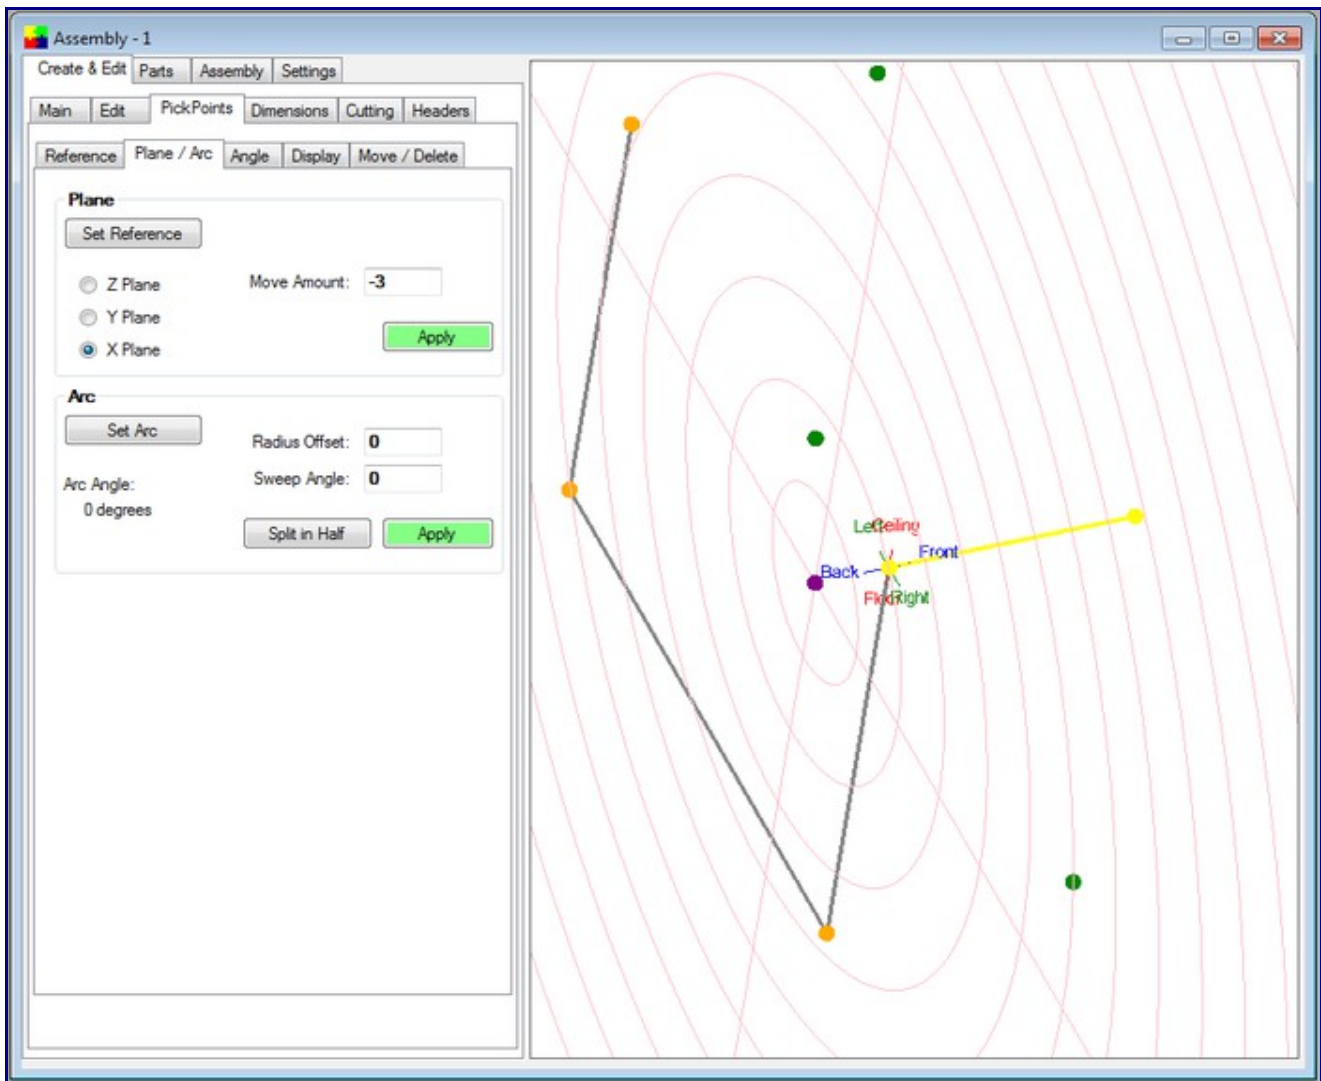 Assembly - 1
Create & Edit Parts Assembly Settings
Main Edit PickPoints Dimensions Cutting Headers
Reference Plane / Arc Angle Display Move / Delete
Plane
Set Reference
Z Plane Move Amount: -3
Y Plane
Apply
X Plane
Arc
Set Arc
Radius Offset: 0
Sweep Angle: 0
Arc Angle:
0 degrees
Split in Half Apply
Left Ceiling
Front
Back
Right